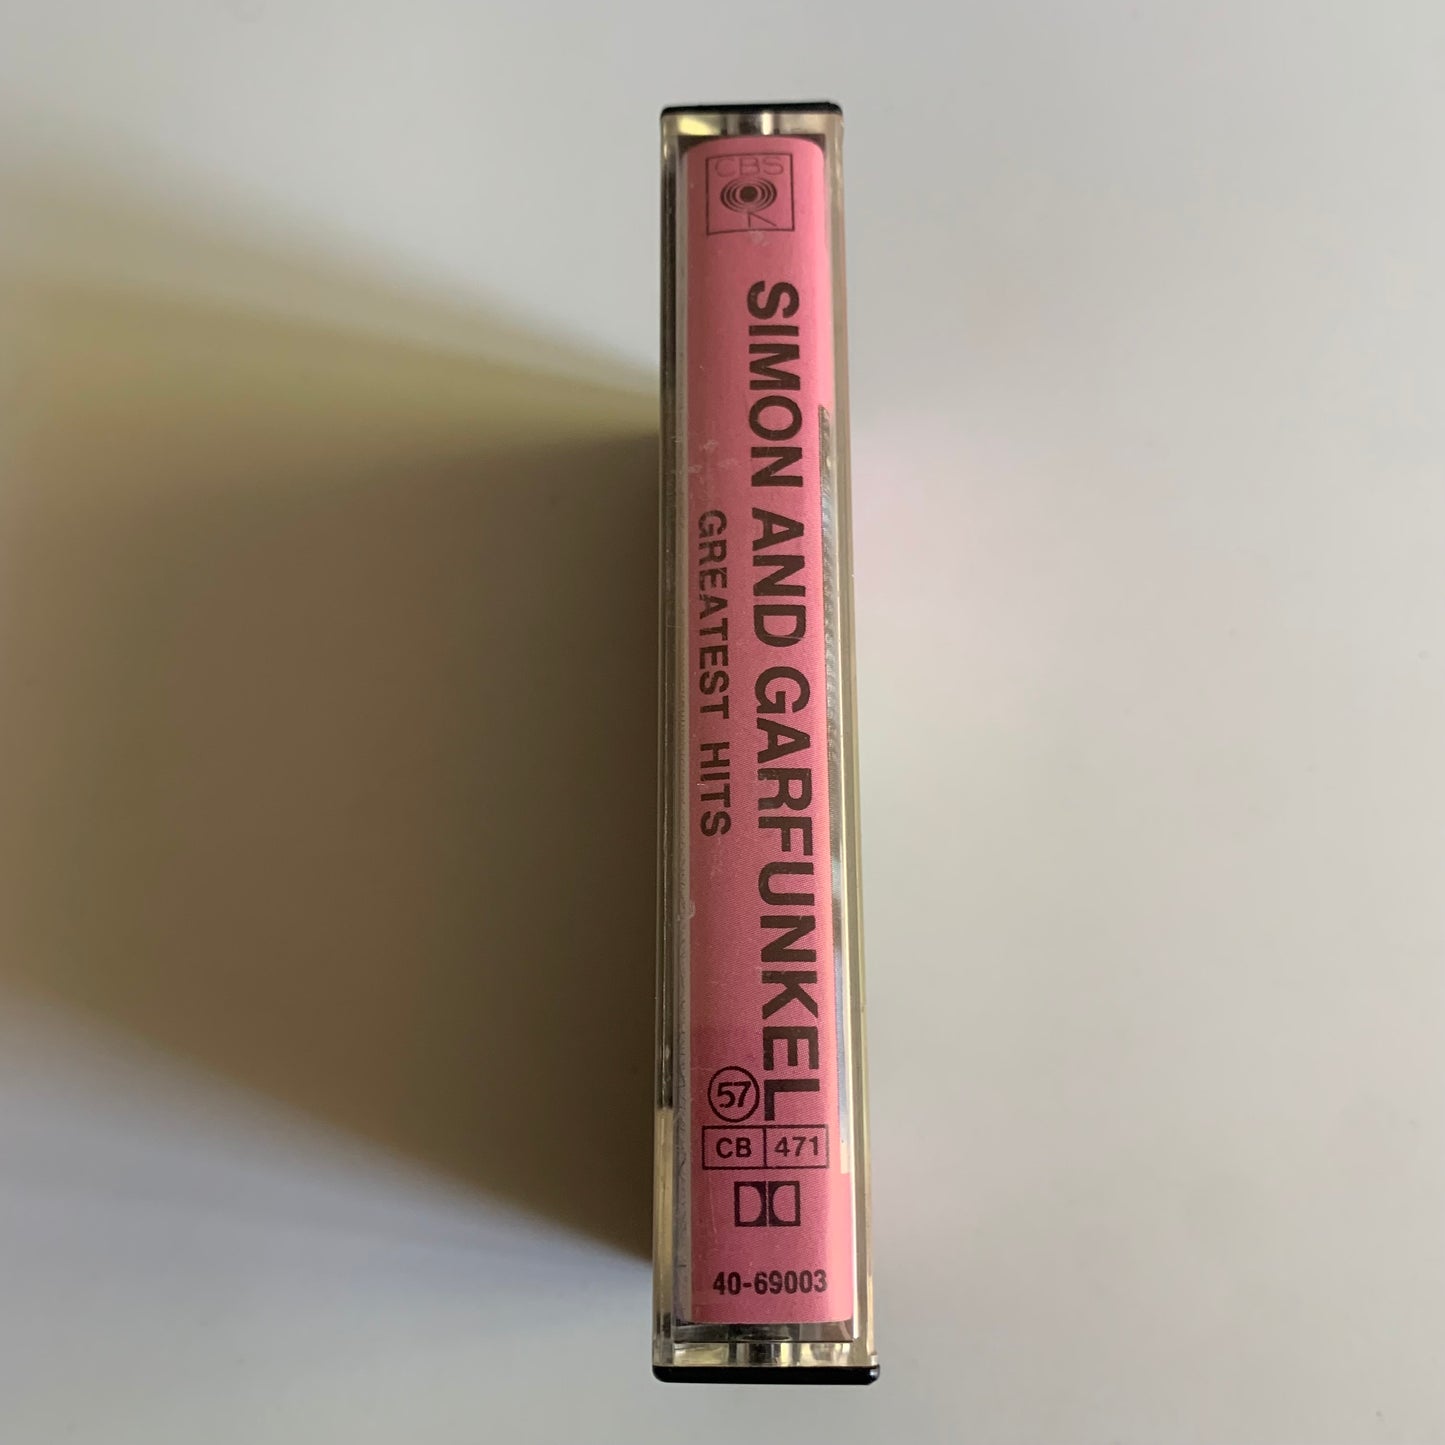 CBS
SIMON AND GARFUNKEL
GREATEST HITS
57
CB 471
40-69003